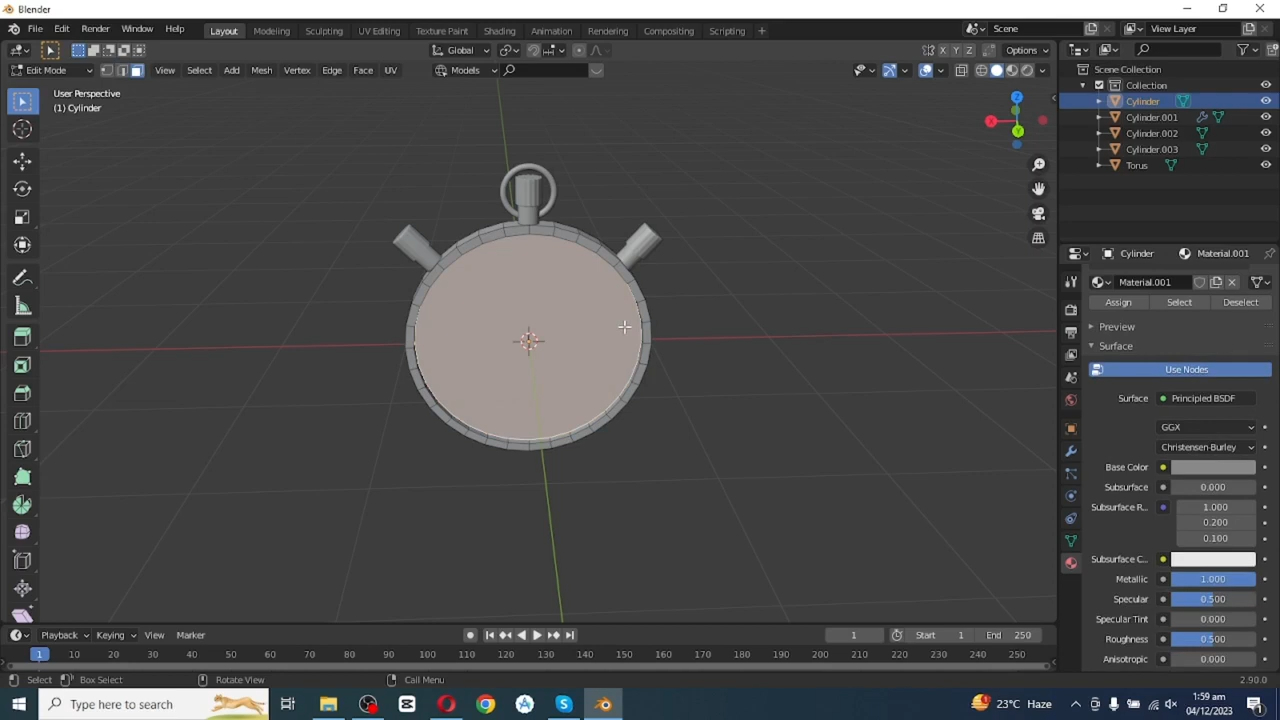 Blender
File Edit Render Window Help
Layout Modeling Sculpting UV Editing Texture Paint Shading Animation Rendering Compositing Scripting +
Scene
View Layer
Global
X Y Z
Options
Edit Mode
View Select Add Mesh Vertex Edge Face UV
Models
User Perspective
(1) Cylinder
Z
X
Y
Scene Collection
Collection
Cylinder
Cylinder.001
Cylinder.002
Cylinder.003
Torus
Cylinder
Material.001
Material.001
Assign Select Deselect
Preview
Surface
Use Nodes
Surface Principled BSDF
GGX
Christensen-Burley
Base Color
Subsurface 0.000
Subsurface R... 1.000
0.200
0.100
Subsurface C...
Metallic 1.000
Specular 0.500
Specular Tint 0.000
Roughness 0.500
Anisotropic 0.000
Playback Keying View Marker
1
Start 1 End 250
1 10 20 30 40 50 60 70 80 90 100 110 120 130 140 150 160 170 180 190 200 210 220 230 240 250
Select Box Select Rotate View Call Menu 2.90.0
Type here to search
23°C Haze
1:59 am
04/12/2023